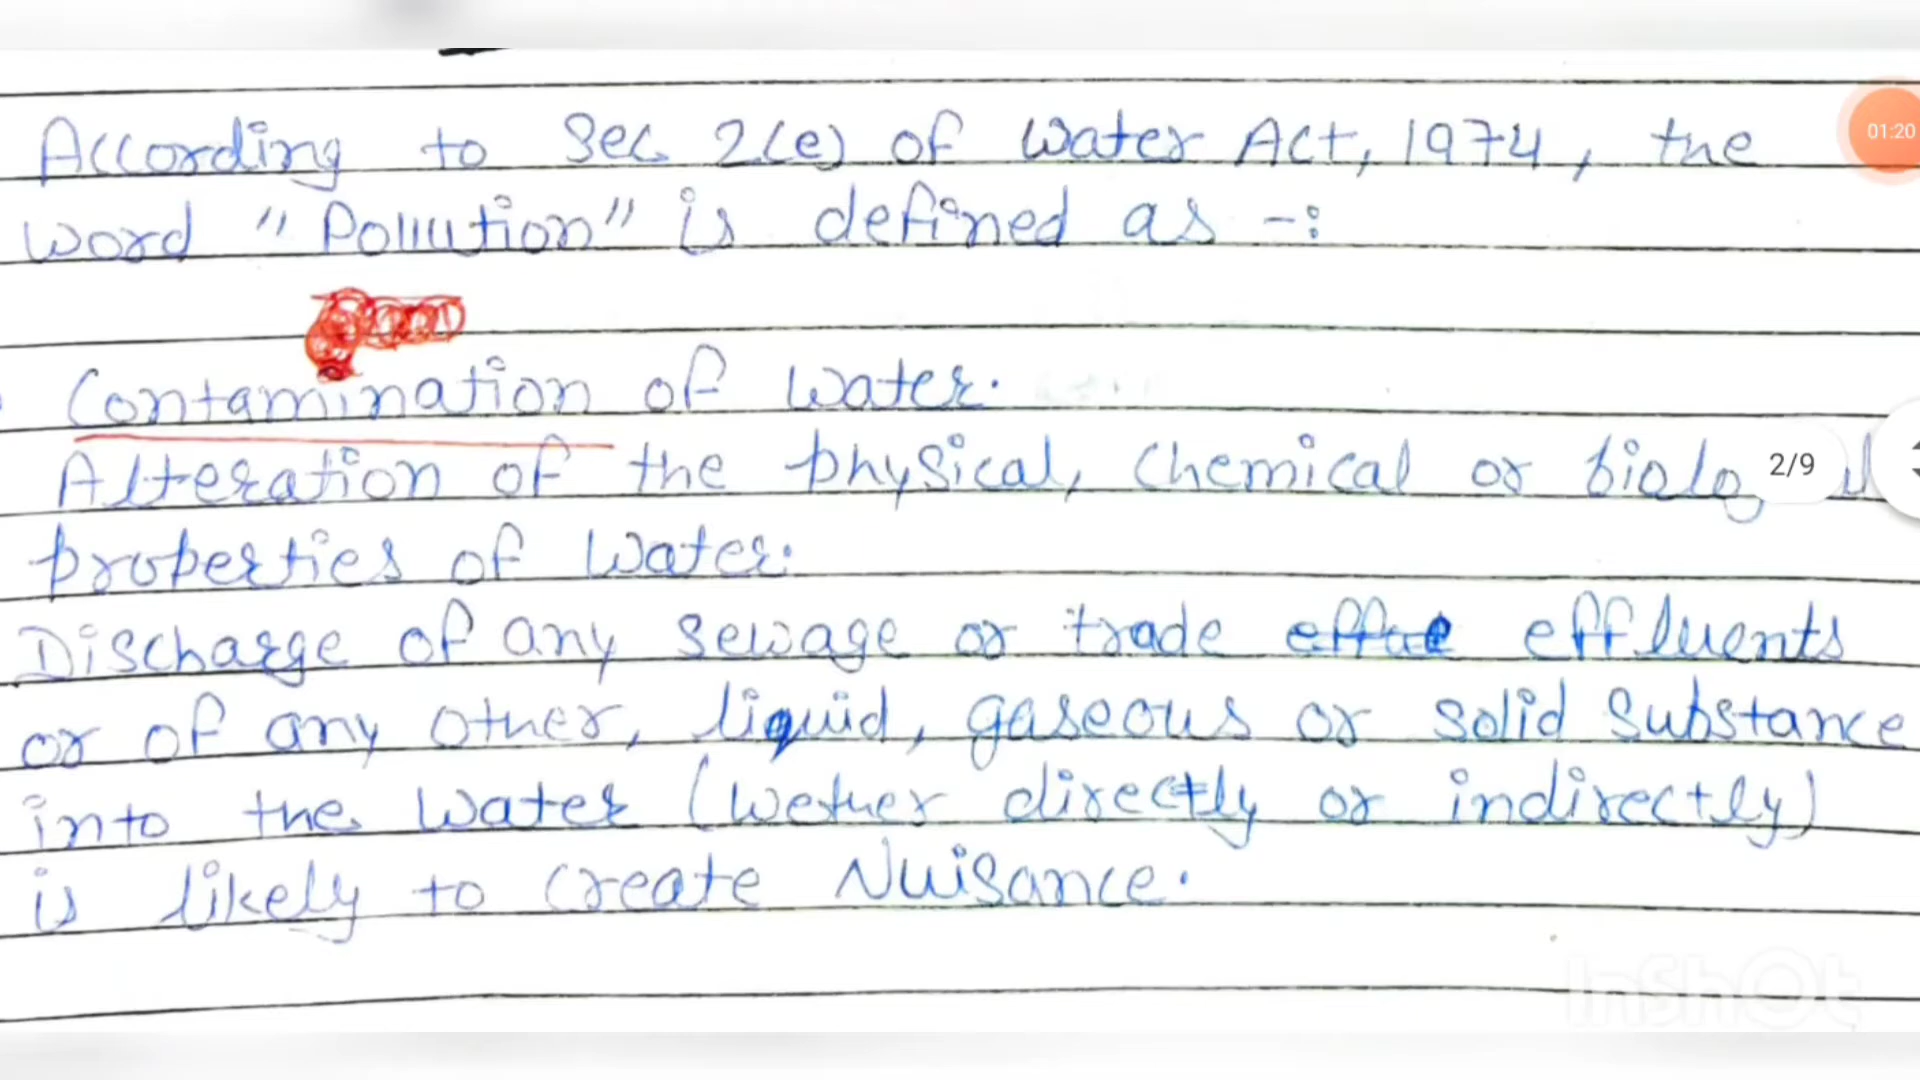 According to Sec 2(e) of Water Act, 1974, the
01:20
word "Pollution" is defined as -:
Contamination of water.
Alteration of the physical, chemical or
2/9
properties of water.
Discharge of any sewage or trade effluents
or of any other, liquid, gaseous or solid substance
into the water (wether directly or indirectly)
is likely to create Nuisance.
InShOt